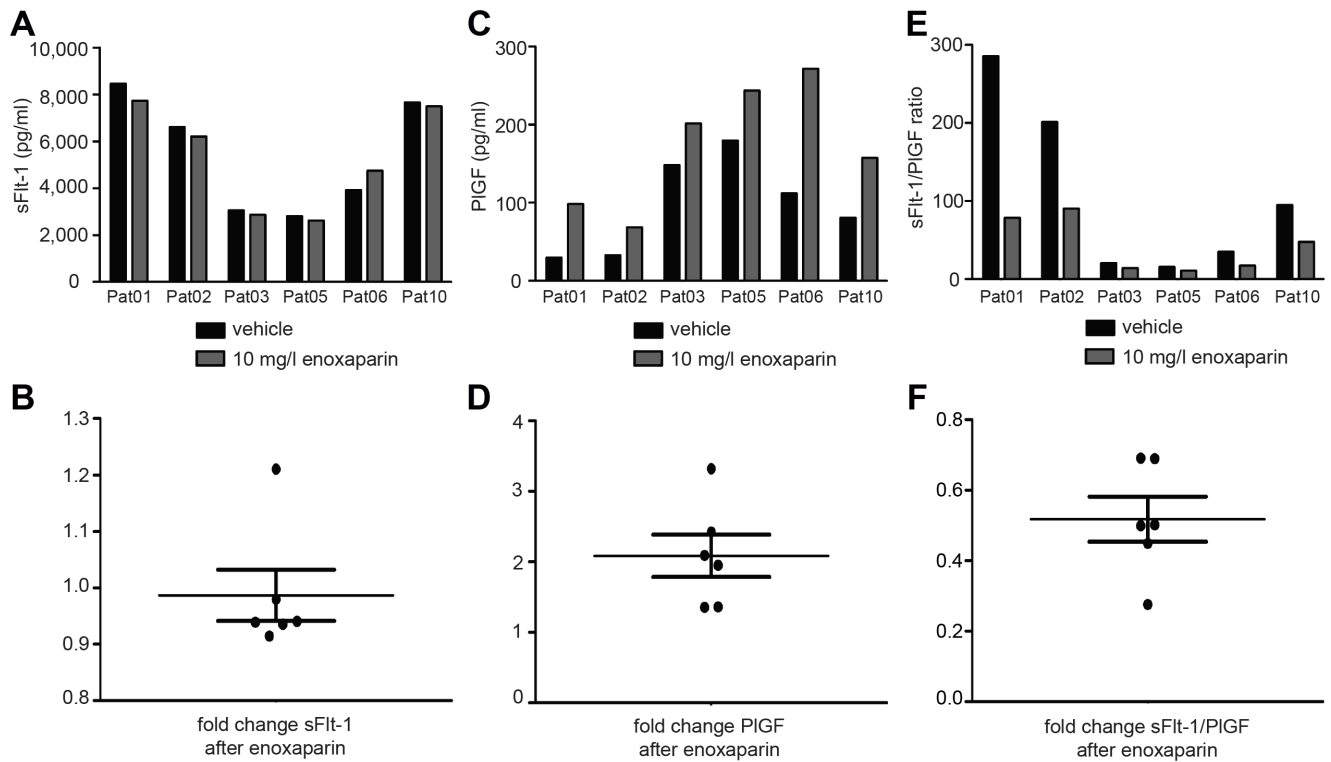 A
10,000
8,000
6,000
4,000
2,000
0
sFlt-1 (pg/ml)
Pat01 Pat02 Pat03 Pat05 Pat06 Pat10
vehicle
10 mg/l enoxaparin
C
300
200
100
0
PlGF (pg/ml)
Pat01 Pat02 Pat03 Pat05 Pat06 Pat10
vehicle
10 mg/l enoxaparin
E
300
200
100
0
sFlt-1/PlGF ratio
Pat01 Pat02 Pat03 Pat05 Pat06 Pat10
vehicle
10 mg/l enoxaparin
B
1.3
1.2
1.1
1.0
0.9
0.8
fold change sFlt-1
after enoxaparin
D
4
3
2
1
0
fold change PlGF
after enoxaparin
F
0.8
0.6
0.4
0.2
0.0
fold change sFlt-1/PlGF
after enoxaparin